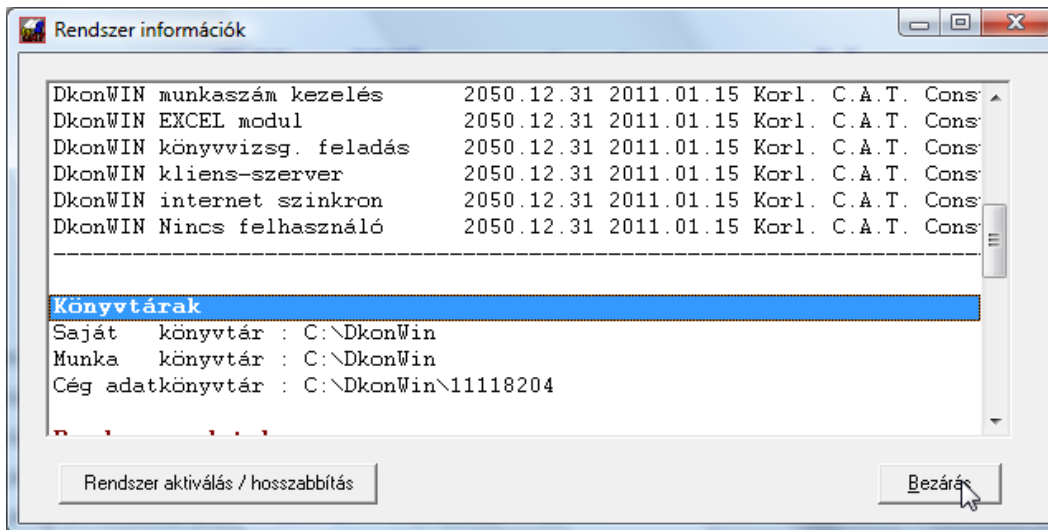 Rendszer információk
DkonWIN munkaszám kezelés 2050.12.31 2011.01.15 Korl. C.A.T. Cons
DkonWIN EXCEL modul 2050.12.31 2011.01.15 Korl. C.A.T. Cons
DkonWIN könyvvizsg. feladás 2050.12.31 2011.01.15 Korl. C.A.T. Cons
DkonWIN kliens-szerver 2050.12.31 2011.01.15 Korl. C.A.T. Cons
DkonWIN internet szinkron 2050.12.31 2011.01.15 Korl. C.A.T. Cons
DkonWIN Nincs felhasználó 2050.12.31 2011.01.15 Korl. C.A.T. Cons
Könyvtárak
Saját könyvtár : C:\DkonWin
Munka könyvtár : C:\DkonWin
Cég adatkönyvtár : C:\DkonWin\11118204
Rendszer aktiválás / hosszabbítás
Bezárás